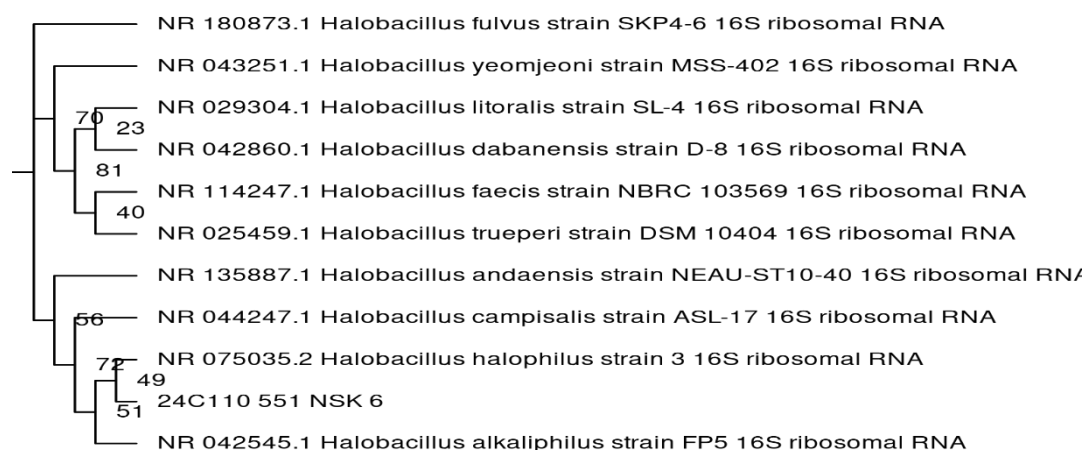 NR 180873.1 Halobacillus fulvus strain SKP4-6 16S ribosomal RNA
NR 043251.1 Halobacillus yeomjeoni strain MSS-402 16S ribosomal RNA
NR 029304.1 Halobacillus litoralis strain SL-4 16S ribosomal RNA
70
23
NR 042860.1 Halobacillus dabanensis strain D-8 16S ribosomal RNA
81
NR 114247.1 Halobacillus faecis strain NBRC 103569 16S ribosomal RNA
40
NR 025459.1 Halobacillus trueperi strain DSM 10404 16S ribosomal RNA
NR 135887.1 Halobacillus andaensis strain NEAU-ST10-40 16S ribosomal RNA
56
NR 044247.1 Halobacillus campisalis strain ASL-17 16S ribosomal RNA
NR 075035.2 Halobacillus halophilus strain 3 16S ribosomal RNA
72
49
24C110 551 NSK 6
51
NR 042545.1 Halobacillus alkaliphilus strain FP5 16S ribosomal RNA